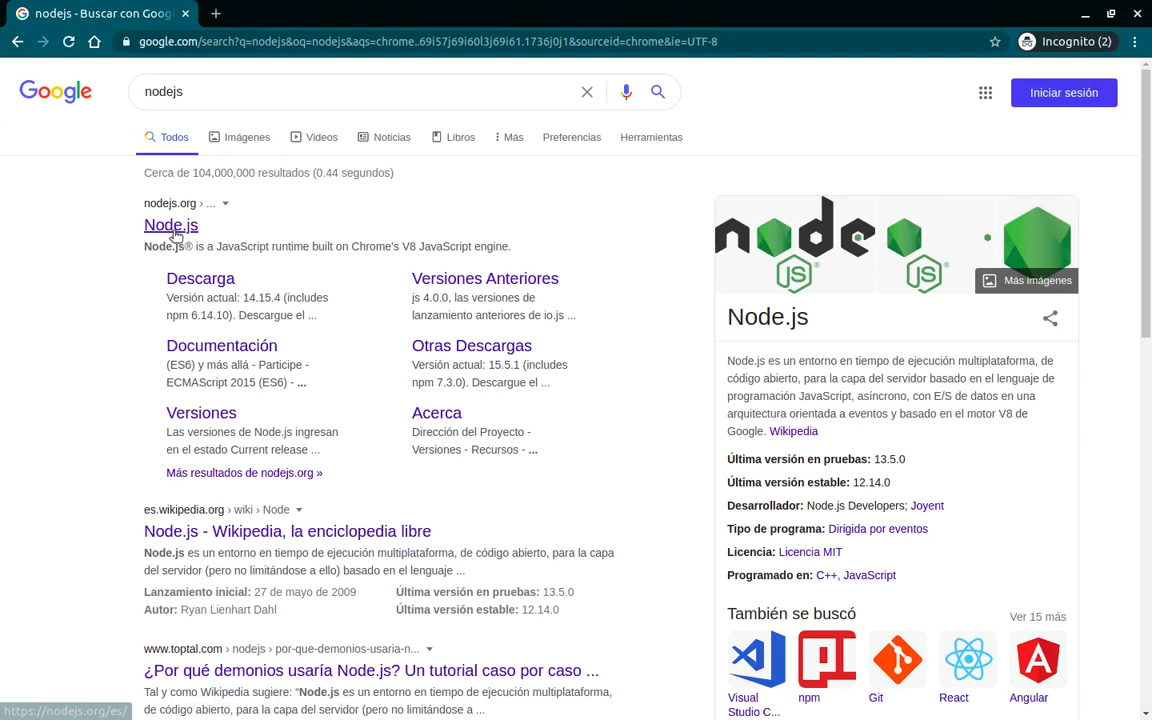 nodejs - Buscar con Goog
google.com/search?q=nodejs&oq=nodejs&aqs=chrome..69i57j69i60l3j69i61.1736j0j1&sourceid=chrome&ie=UTF-8
Incognito (2)
Google
nodejs
Iniciar sesión
Todos
Imágenes
Videos
Noticias
Libros
Más
Preferencias
Herramientas
Cerca de 104,000,000 resultados (0.44 segundos)
nodejs.org › ...
Node.js
Node.js® is a JavaScript runtime built on Chrome's V8 JavaScript engine.
Descarga
Versión actual: 14.15.4 (includes
npm 6.14.10). Descargue el ...
Versiones Anteriores
js 4.0.0, las versiones de
lanzamiento anteriores de io.js ...
Documentación
(ES6) y más allá - Participe -
ECMAScript 2015 (ES6) - ...
Otras Descargas
Versión actual: 15.5.1 (includes
npm 7.3.0). Descargue el ...
Versiones
Las versiones de Node.js ingresan
en el estado Current release ...
Acerca
Dirección del Proyecto -
Versiones - Recursos - ...
Más resultados de nodejs.org »
es.wikipedia.org › wiki › Node
Node.js - Wikipedia, la enciclopedia libre
Node.js es un entorno en tiempo de ejecución multiplataforma, de código abierto, para la capa
del servidor (pero no limitándose a ello) basado en el lenguaje ...
Lanzamiento inicial: 27 de mayo de 2009
Última versión en pruebas: 13.5.0
Autor: Ryan Lienhart Dahl
Última versión estable: 12.14.0
www.toptal.com › nodejs › por-que-demonios-usaria-n...
¿Por qué demonios usaría Node.js? Un tutorial caso por caso ...
Tal y como Wikipedia sugiere: "Node.js es un entorno en tiempo de ejecución multiplataforma,
de código abierto, para la capa del servidor (pero no limitándose a ...
https://nodejs.org/es/
node
JS
JS
Más imágenes
Node.js
Node.js es un entorno en tiempo de ejecución multiplataforma, de
código abierto, para la capa del servidor basado en el lenguaje de
programación JavaScript, asíncrono, con E/S de datos en una
arquitectura orientada a eventos y basado en el motor V8 de
Google. Wikipedia
Última versión en pruebas: 13.5.0
Última versión estable: 12.14.0
Desarrollador: Node.js Developers; Joyent
Tipo de programa: Dirigida por eventos
Licencia: Licencia MIT
Programado en: C++, JavaScript
También se buscó
Ver 15 más
Visual
Studio C...
npm
Git
React
Angular